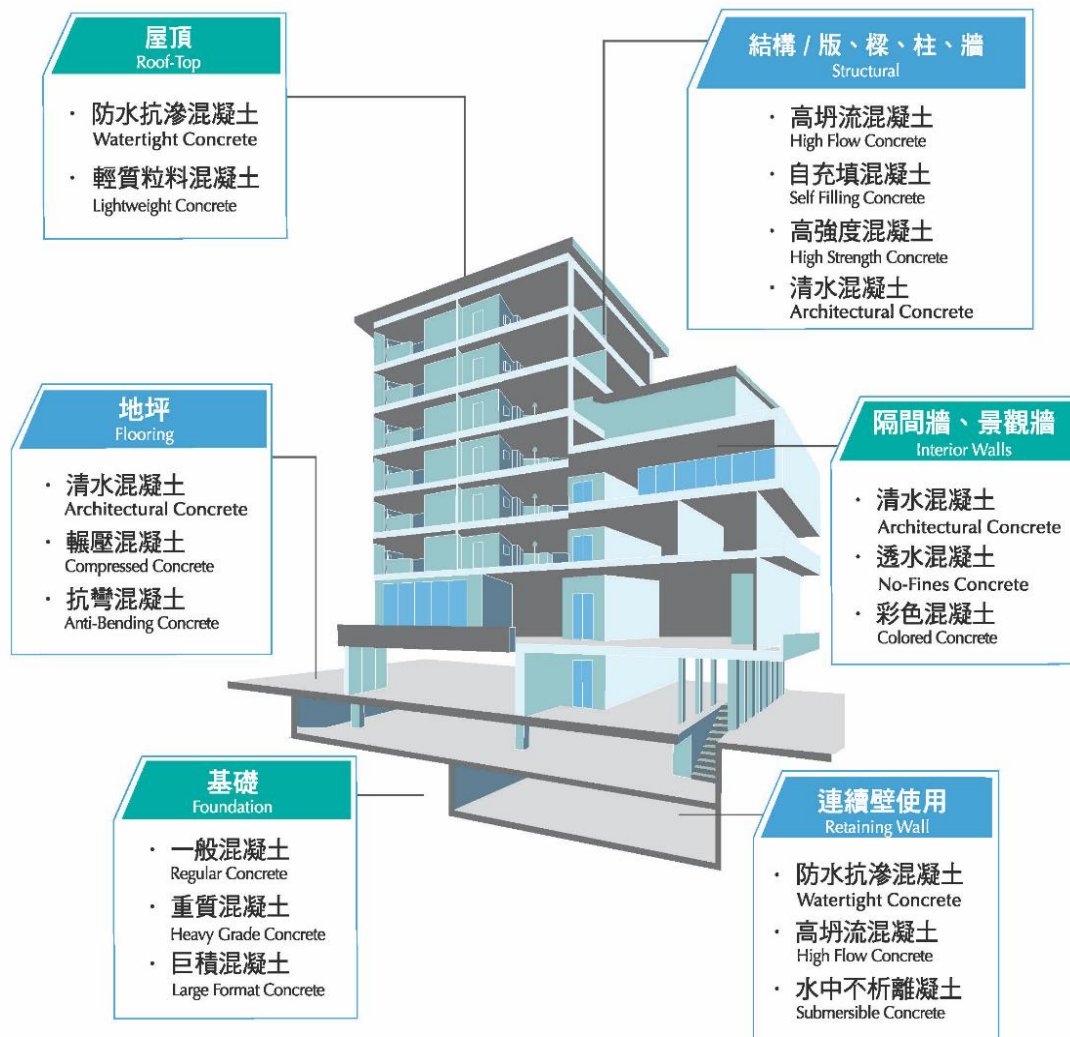 屋頂
Roof-Top
· 防水抗滲混凝土
Watertight Concrete
· 輕質粒料混凝土
Lightweight Concrete
結構 / 版、樑、柱、牆
Structural
· 高坍流混凝土
High Flow Concrete
· 自充填混凝土
Self Filling Concrete
· 高強度混凝土
High Strength Concrete
· 清水混凝土
Architectural Concrete
地坪
Flooring
· 清水混凝土
Architectural Concrete
· 輾壓混凝土
Compressed Concrete
· 抗彎混凝土
Anti-Bending Concrete
隔間牆、景觀牆
Interior Walls
· 清水混凝土
Architectural Concrete
· 透水混凝土
No-Fines Concrete
· 彩色混凝土
Colored Concrete
基礎
Foundation
· 一般混凝土
Regular Concrete
· 重質混凝土
Heavy Grade Concrete
· 巨積混凝土
Large Format Concrete
連續壁使用
Retaining Wall
· 防水抗滲混凝土
Watertight Concrete
· 高坍流混凝土
High Flow Concrete
· 水中不析離凝土
Submersible Concrete